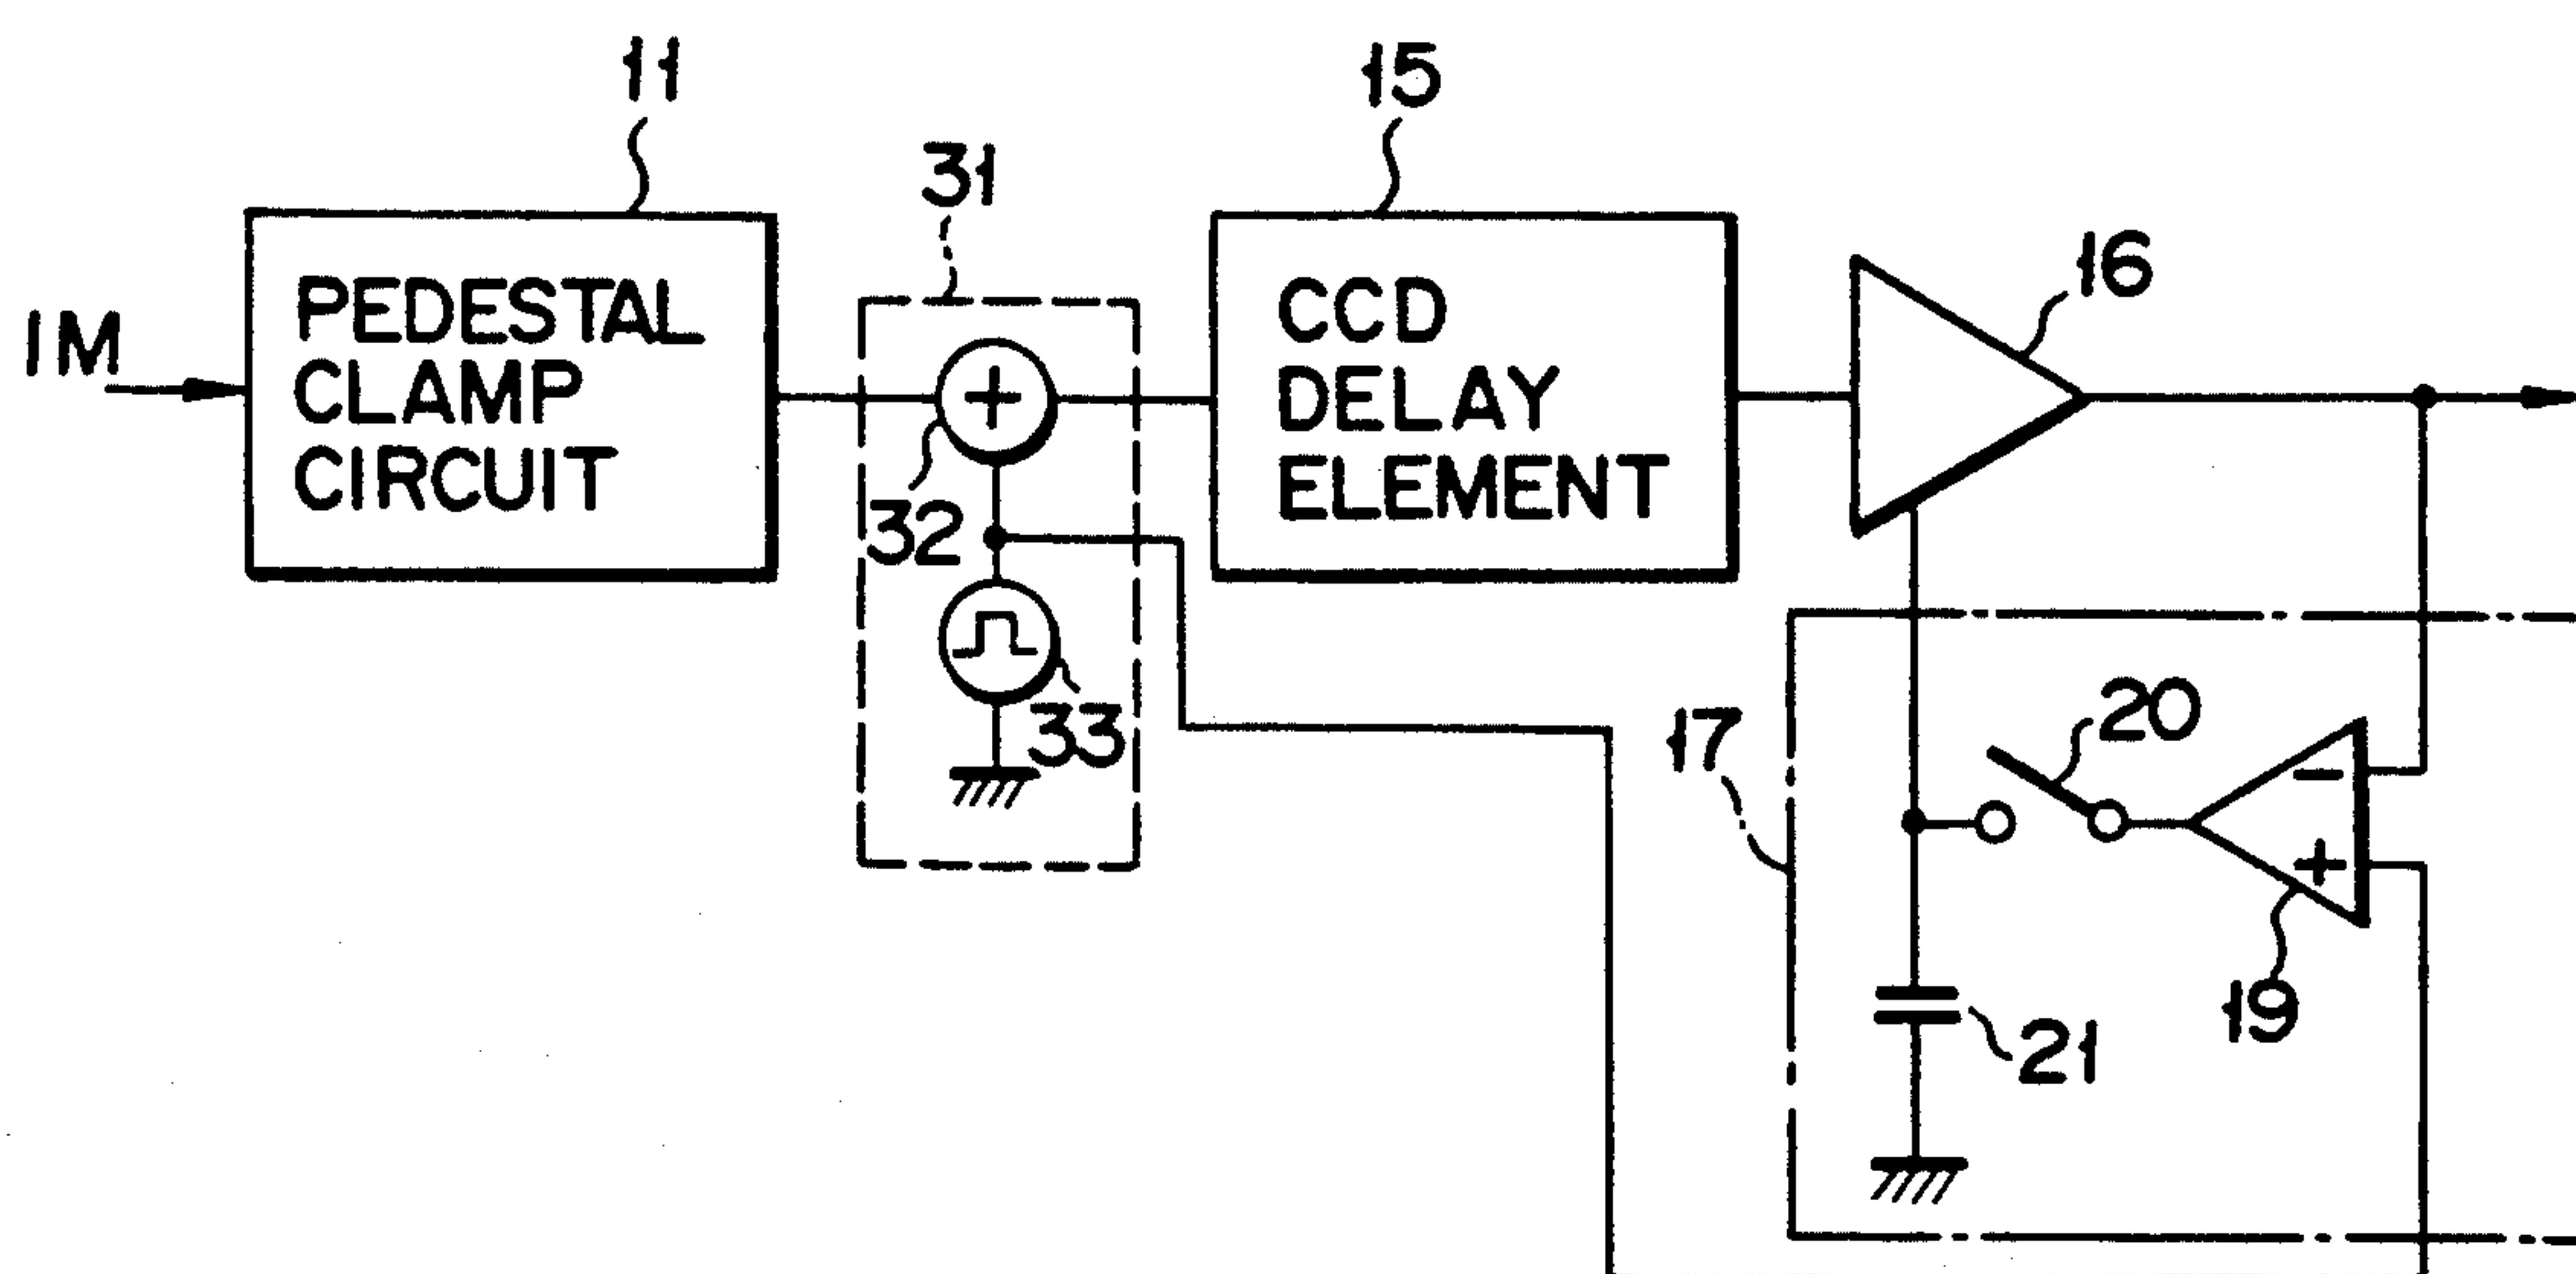 11
15
31
16
IM
PEDESTAL
CLAMP
CIRCUIT
CCD
DELAY
ELEMENT
+
32
33
17
20
−
+
19
21